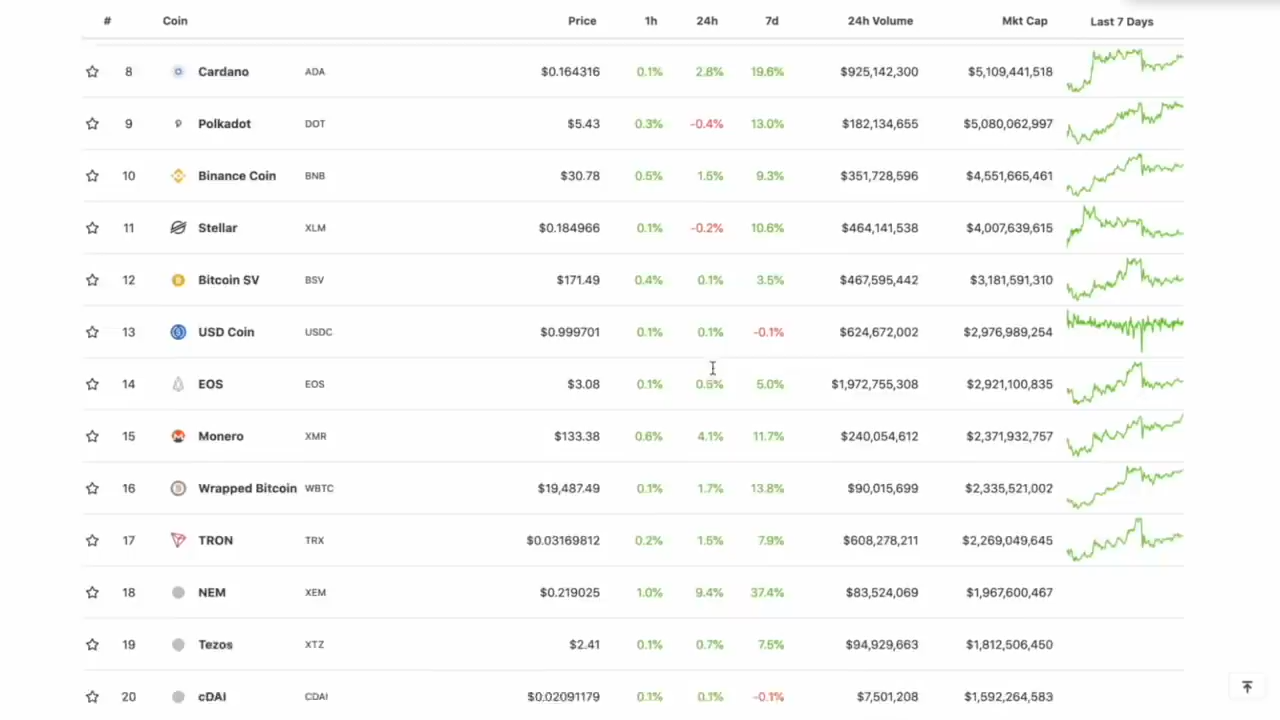 # Coin Price 1h 24h 7d 24h Volume Mkt Cap Last 7 Days
8 Cardano ADA $0.164316 0.1% 2.8% 19.6% $925,142,300 $5,109,441,518
9 Polkadot DOT $5.43 0.3% -0.4% 13.0% $182,134,655 $5,080,062,997
10 Binance Coin BNB $30.78 0.5% 1.5% 9.3% $351,728,596 $4,551,665,461
11 Stellar XLM $0.184966 0.1% -0.2% 10.6% $464,141,538 $4,007,639,615
12 Bitcoin SV BSV $171.49 0.4% 0.1% 3.5% $467,595,442 $3,181,591,310
13 USD Coin USDC $0.999701 0.1% 0.1% -0.1% $624,672,002 $2,976,989,254
14 EOS EOS $3.08 0.1% 0.5% 5.0% $1,972,755,308 $2,921,100,835
15 Monero XMR $133.38 0.6% 4.1% 11.7% $240,054,612 $2,371,932,757
16 Wrapped Bitcoin WBTC $19,487.49 0.1% 1.7% 13.8% $90,015,699 $2,335,521,002
17 TRON TRX $0.03169812 0.2% 1.5% 7.9% $608,278,211 $2,269,049,645
18 NEM XEM $0.219025 1.0% 9.4% 37.4% $83,524,069 $1,967,600,467
19 Tezos XTZ $2.41 0.1% 0.7% 7.5% $94,929,663 $1,812,506,450
20 cDAI CDAI $0.02091179 0.1% 0.1% -0.1% $7,501,208 $1,592,264,583